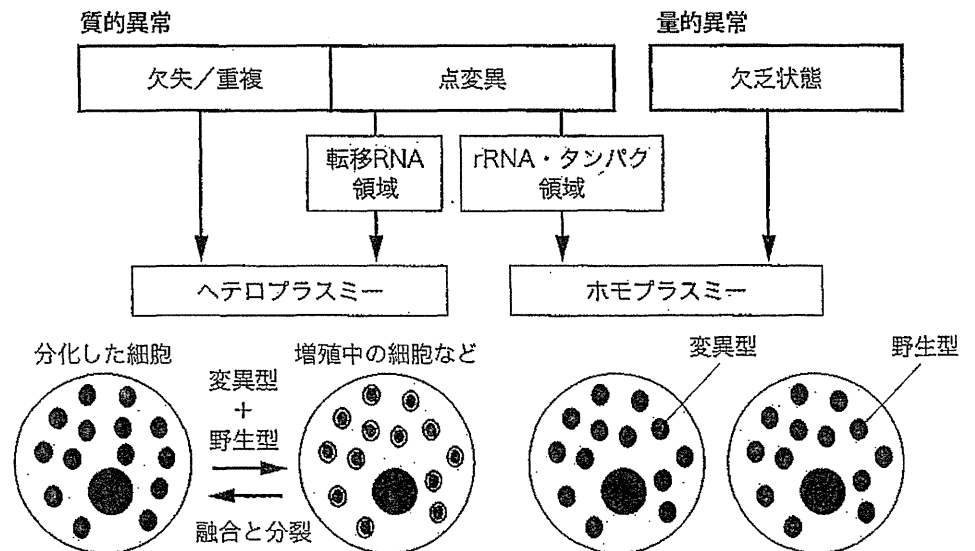 質的異常
量的異常
欠失／重複
点変異
欠乏状態
転移RNA
領域
rRNA・タンパク
領域
ヘテロプラスミー
ホモプラスミー
分化した細胞
増殖中の細胞など
変異型
+
野生型
融合と分裂
変異型
野生型